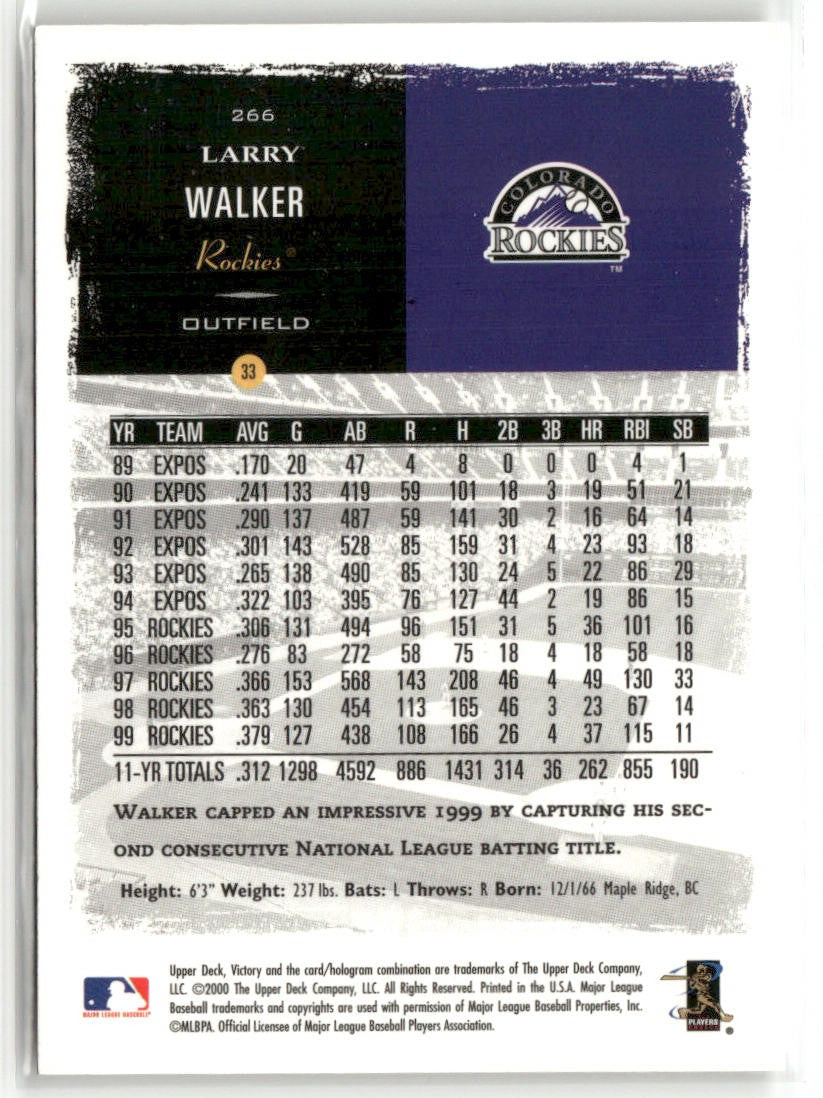 266
LARRY
WALKER
COLORADO
ROCKIES
™
Rockies®
OUTFIELD
33
YR TEAM AVG G AB R H 2B 3B HR RBI SB
89 EXPOS .170 20 47 4 8 0 0 0 4 1
90 EXPOS .241 133 419 59 101 18 3 19 51 21
91 EXPOS .290 137 487 59 141 30 2 16 64 14
92 EXPOS .301 143 528 85 159 31 4 23 93 18
93 EXPOS .265 138 490 85 130 24 5 22 86 29
94 EXPOS .322 103 395 76 127 44 2 19 86 15
95 ROCKIES .306 131 494 96 151 31 5 36 101 16
96 ROCKIES .276 83 272 58 75 18 4 18 58 18
97 ROCKIES .366 153 568 143 208 46 4 49 130 33
98 ROCKIES .363 130 454 113 165 46 3 23 67 14
99 ROCKIES .379 127 438 108 166 26 4 37 115 11
11-YR TOTALS .312 1298 4592 886 1431 314 36 262 855 190
WALKER CAPPED AN IMPRESSIVE 1999 BY CAPTURING HIS SEC-
OND CONSECUTIVE NATIONAL LEAGUE BATTING TITLE.
Height: 6'3" Weight: 237 lbs. Bats: L Throws: R Born: 12/1/66 Maple Ridge, BC
Upper Deck, Victory and the card/hologram combination are trademarks of The Upper Deck Company,
LLC. ©2000 The Upper Deck Company, LLC. All Rights Reserved. Printed in the U.S.A. Major League
Baseball trademarks and copyrights are used with permission of Major League Baseball Properties, Inc.
©MLBPA. Official Licensee of Major League Baseball Players Association.
MAJOR LEAGUE BASEBALL®
PLAYERS
®